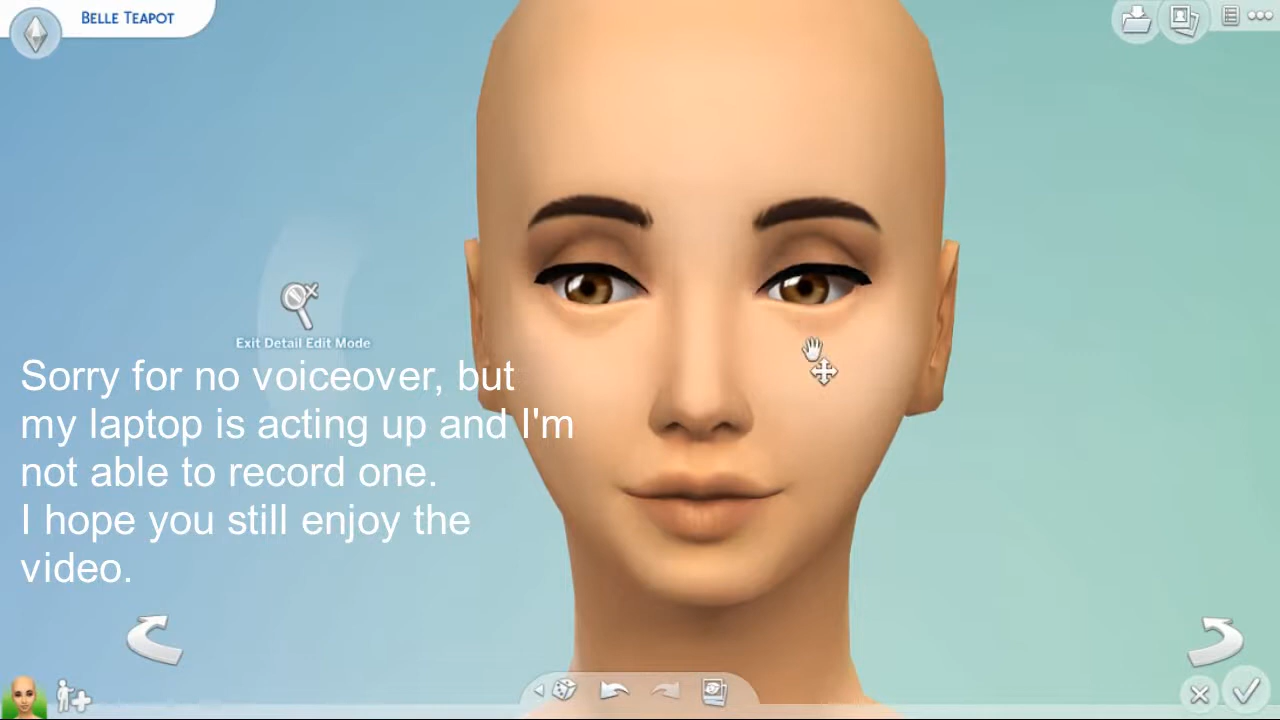 BELLE TEAPOT
Exit Detail Edit Mode
Sorry for no voiceover, but
my laptop is acting up and I'm
not able to record one.
I hope you still enjoy the
video.